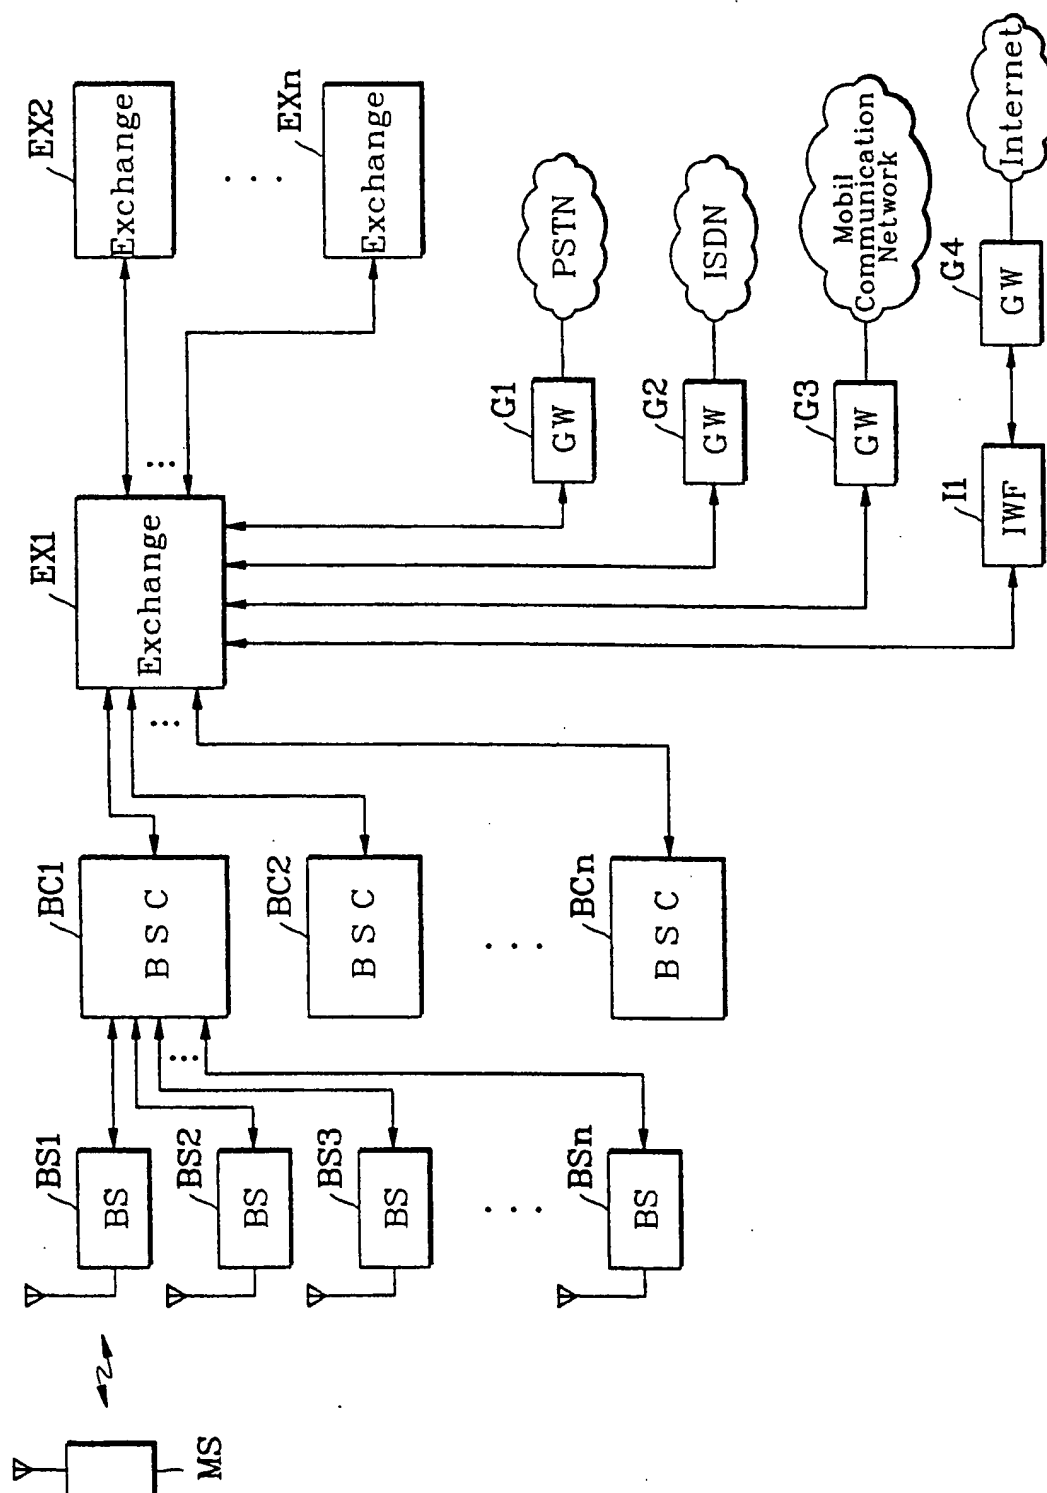 MS
BS1
BS
BS2
BS
BS3
BS
. . .
BSn
BS
...
BC1
B S C
BC2
B S C
. . .
BCn
B S C
...
EX1
Exchange
...
EX2
Exchange
. . .
EXn
Exchange
G1
GW
PSTN
G2
GW
ISDN
G3
GW
Mobil
Communication
Network
I1
IWF
G4
GW
Internet